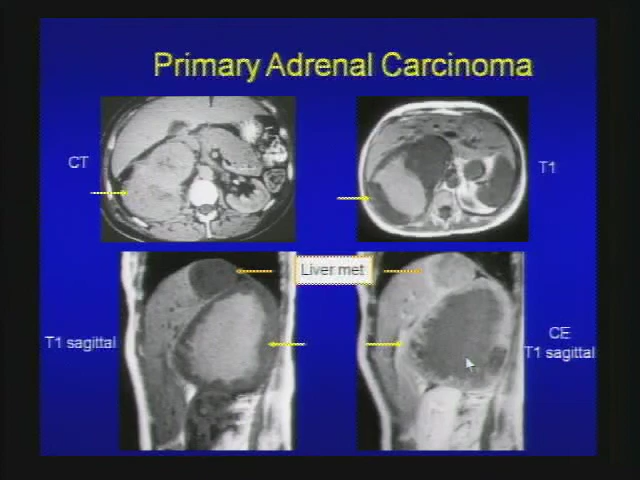 Primary Adrenal Carcinoma
CT
T1
Liver met
T1 sagittal
CE
T1 sagittal